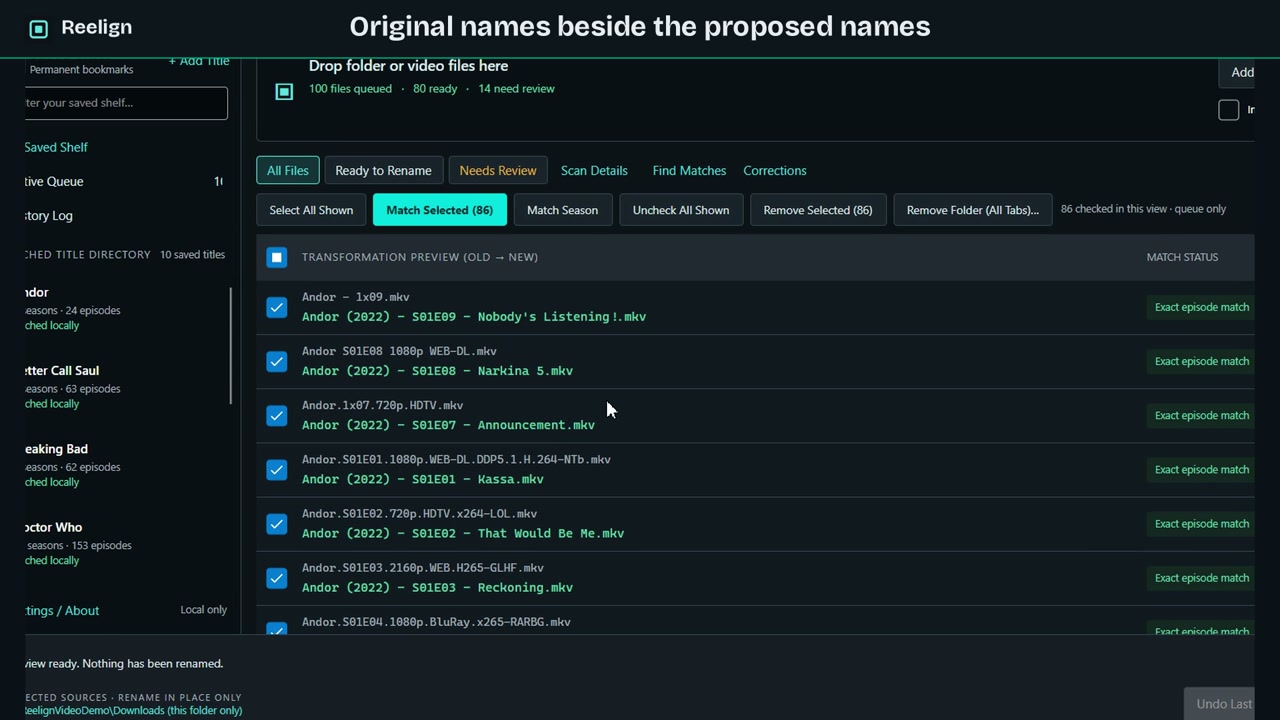 Reelign
Original names beside the proposed names
Permanent bookmarks
+ Add Title
ter your saved shelf...
Saved Shelf
tive Queue
story Log
CHED TITLE DIRECTORY 10 saved titles
ndor
seasons · 24 episodes
ched locally
etter Call Saul
seasons · 63 episodes
ched locally
eaking Bad
seasons · 62 episodes
ched locally
octor Who
seasons · 153 episodes
ched locally
ttings / About
Local only
Drop folder or video files here
100 files queued · 80 ready · 14 need review
Add
All Files
Ready to Rename
Needs Review
Scan Details
Find Matches
Corrections
Select All Shown
Match Selected (86)
Match Season
Uncheck All Shown
Remove Selected (86)
Remove Folder (All Tabs)...
86 checked in this view · queue only
TRANSFORMATION PREVIEW (OLD → NEW)
MATCH STATUS
Andor - 1x09.mkv
Andor (2022) - S01E09 - Nobody's Listening!.mkv
Exact episode match
Andor S01E08 1080p WEB-DL.mkv
Andor (2022) - S01E08 - Narkina 5.mkv
Exact episode match
Andor.1x07.720p.HDTV.mkv
Andor (2022) - S01E07 - Announcement.mkv
Exact episode match
Andor.S01E01.1080p.WEB-DL.DDP5.1.H.264-NTb.mkv
Andor (2022) - S01E01 - Kassa.mkv
Exact episode match
Andor.S01E02.720p.HDTV.x264-LOL.mkv
Andor (2022) - S01E02 - That Would Be Me.mkv
Exact episode match
Andor.S01E03.2160p.WEB.H265-GLHF.mkv
Andor (2022) - S01E03 - Reckoning.mkv
Exact episode match
Andor.S01E04.1080p.BluRay.x265-RARBG.mkv
Exact episode match
view ready. Nothing has been renamed.
ECTED SOURCES · RENAME IN PLACE ONLY
ReelignVideoDemo\Downloads (this folder only)
Undo Last